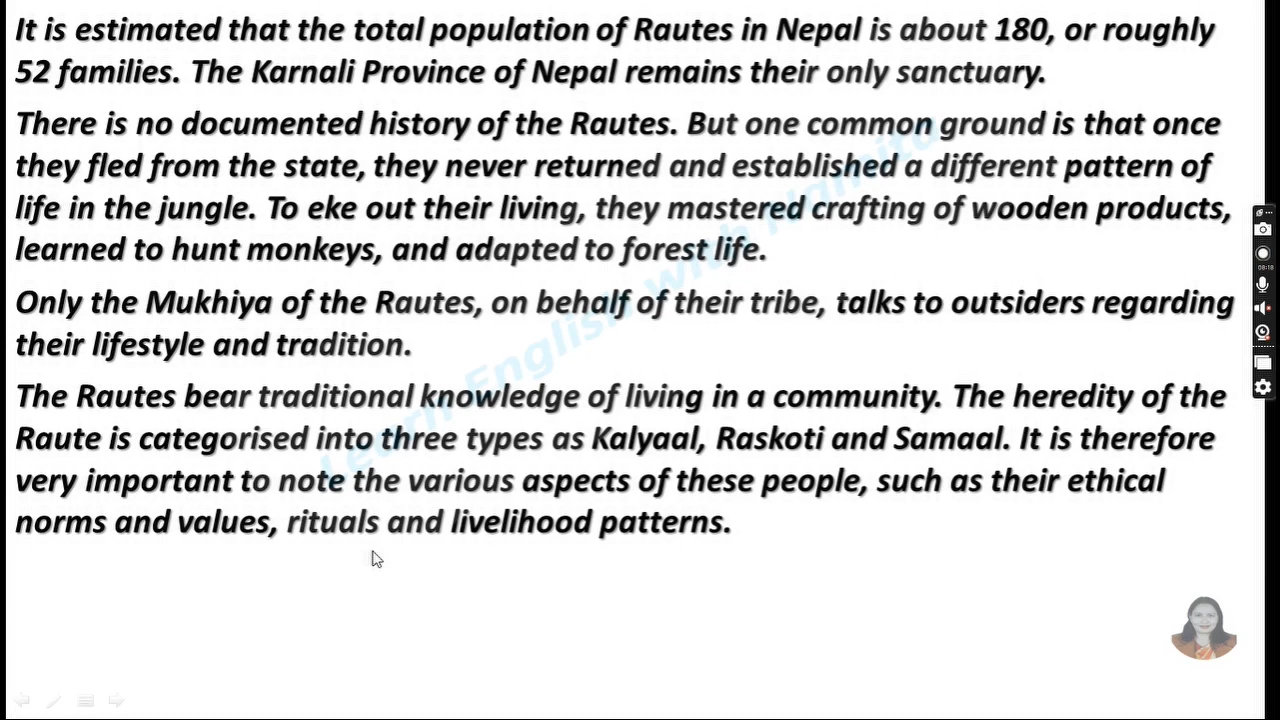 It is estimated that the total population of Rautes in Nepal is about 180, or roughly
52 families. The Karnali Province of Nepal remains their only sanctuary.
There is no documented history of the Rautes. But one common ground is that once
they fled from the state, they never returned and established a different pattern of
life in the jungle. To eke out their living, they mastered crafting of wooden products,
learned to hunt monkeys, and adapted to forest life.
Only the Mukhiya of the Rautes, on behalf of their tribe, talks to outsiders regarding
their lifestyle and tradition.
The Rautes bear traditional knowledge of living in a community. The heredity of the
Raute is categorised into three types as Kalyaal, Raskoti and Samaal. It is therefore
very important to note the various aspects of these people, such as their ethical
norms and values, rituals and livelihood patterns.
Learn English with Namita
08:18